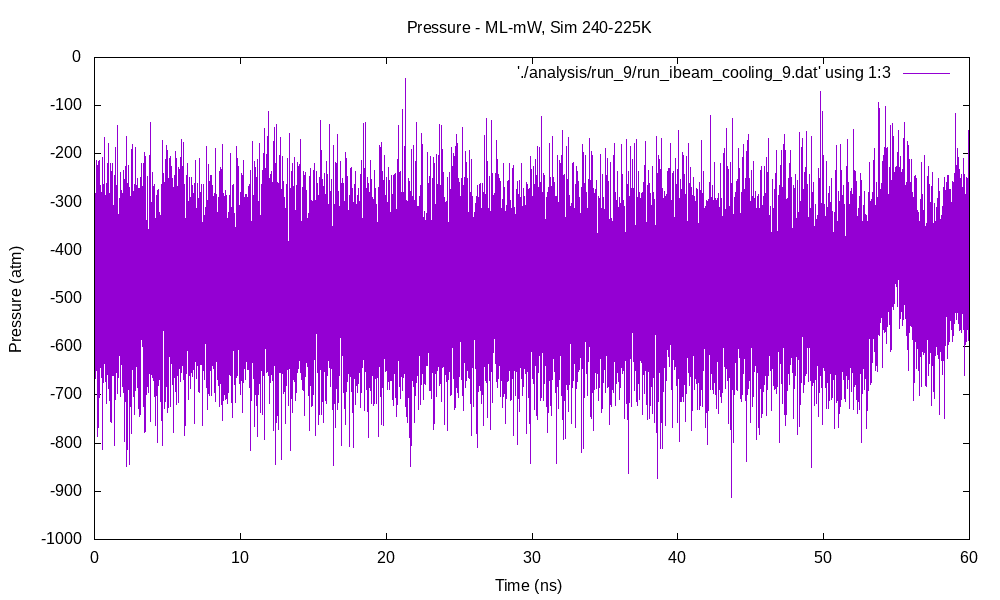 Pressure - ML-mW, Sim 240-225K
'./analysis/run_9/run_ibeam_cooling_9.dat' using 1:3
0
-100
-200
-300
-400
-500
-600
-700
-800
-900
-1000
Pressure (atm)
0 10 20 30 40 50 60
Time (ns)